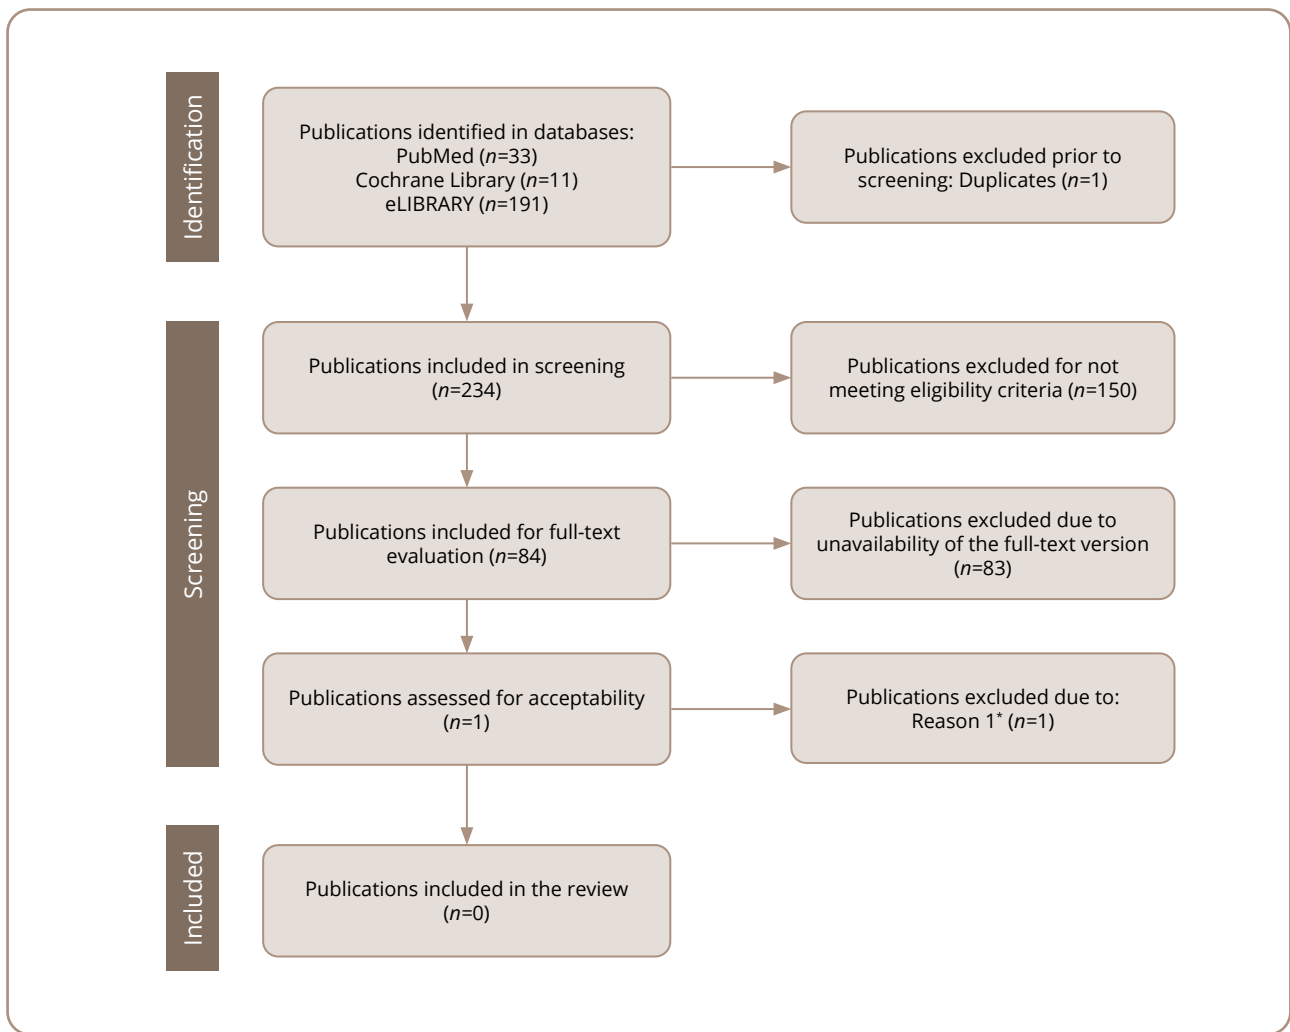 Identification
Publications identified in databases:
PubMed (n=33)
Cochrane Library (n=11)
eLIBRARY (n=191)
Publications excluded prior to
screening: Duplicates (n=1)
Screening
Publications included in screening
(n=234)
Publications excluded for not
meeting eligibility criteria (n=150)
Publications included for full-text
evaluation (n=84)
Publications excluded due to
unavailability of the full-text version
(n=83)
Publications assessed for acceptability
(n=1)
Publications excluded due to:
Reason 1* (n=1)
Included
Publications included in the review
(n=0)